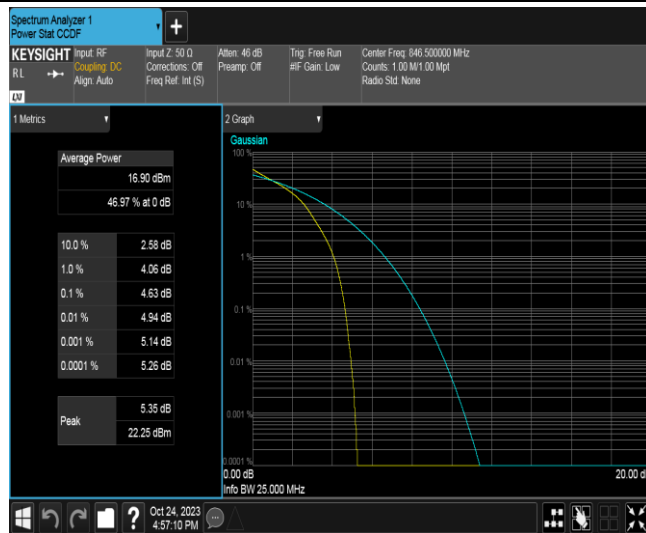 Spectrum Analyzer 1
Power Stat CCDF
+
KEYSIGHT
RL
Input: RF
Coupling: DC
Align: Auto
Input Z: 50 Ω
Corrections: Off
Freq Ref: Int (S)
Atten: 46 dB
Preamp: Off
Trig: Free Run
#IF Gain: Low
Center Freq: 846.500000 MHz
Counts: 1.00 M/1.00 Mpt
Radio Std: None
1 Metrics
Average Power
16.90 dBm
46.97 % at 0 dB
10.0 % 2.58 dB
1.0 % 4.06 dB
0.1 % 4.63 dB
0.01 % 4.94 dB
0.001 % 5.14 dB
0.0001 % 5.26 dB
Peak
5.35 dB
22.25 dBm
2 Graph
Gaussian
100 %
10 %
1 %
0.1 %
0.01 %
0.001 %
0.0001 %
0.00 dB
20.00 d
Info BW 25.000 MHz
?
Oct 24, 2023
4:57:10 PM